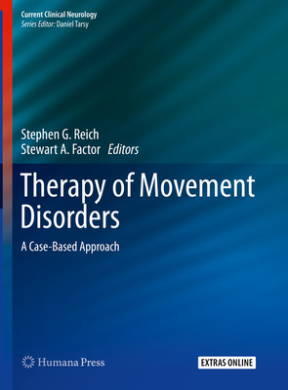 Current Clinical Neurology
Series Editor: Daniel Tarsy
Stephen G. Reich
Stewart A. Factor Editors
Therapy of Movement
Disorders
A Case-Based Approach
Humana Press
EXTRAS ONLINE